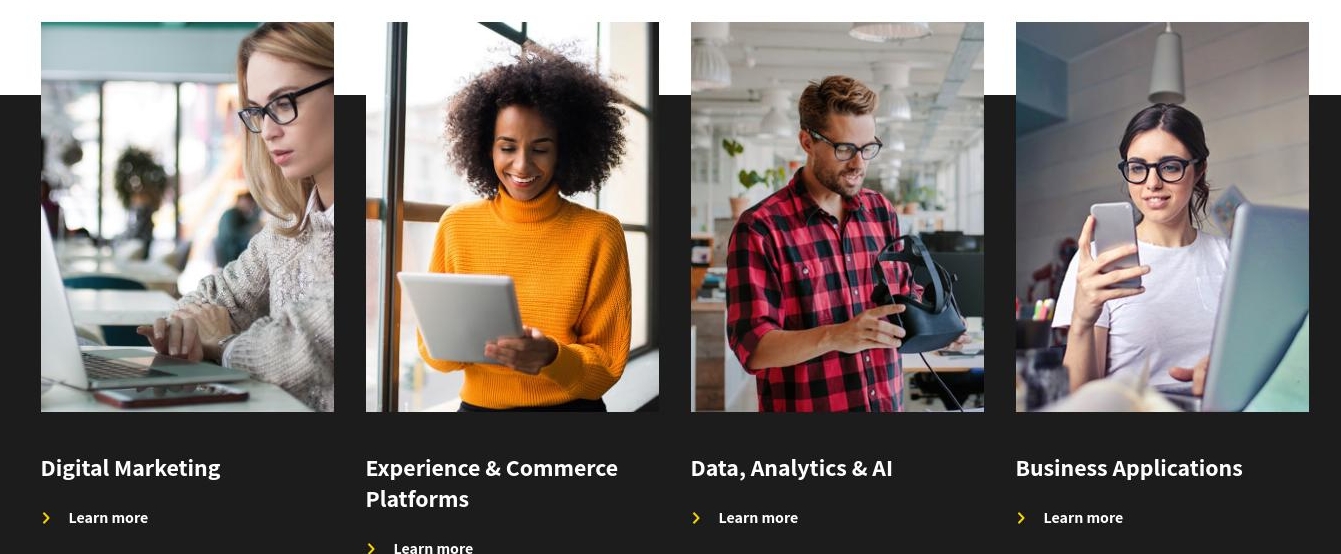 Digital Marketing
Learn more
Experience & Commerce
Platforms
Learn more
Data, Analytics & AI
Learn more
Business Applications
Learn more